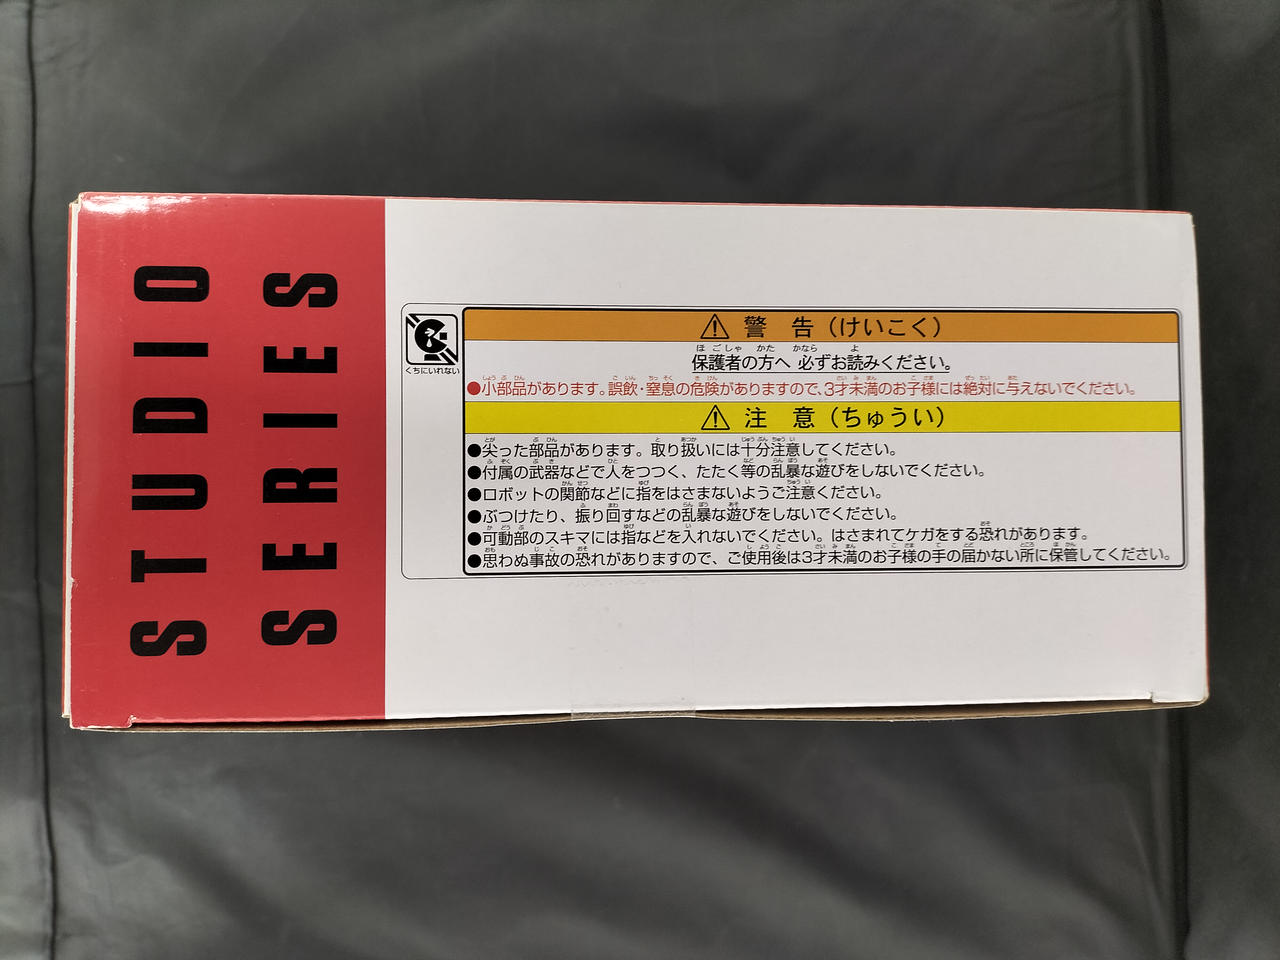 STUDIO
SERIES
くちにいれない
⚠ 警 告（けいこく）
保護者の方へ 必ずお読みください。
●小部品があります。誤飲・窒息の危険がありますので、3才未満のお子様には絶対に与えないでください。
⚠ 注 意（ちゅうい）
●尖った部品があります。取り扱いには十分注意してください。
●付属の武器などで人をつつく、たたく等の乱暴な遊びをしないでください。
●ロボットの関節などに指をはさまないようご注意ください。
●ぶつけたり、振り回すなどの乱暴な遊びをしないでください。
●可動部のスキマには指などを入れないでください。はさまれてケガをする恐れがあります。
●思わぬ事故の恐れがありますので、ご使用後は3才未満のお子様の手の届かない所に保管してください。